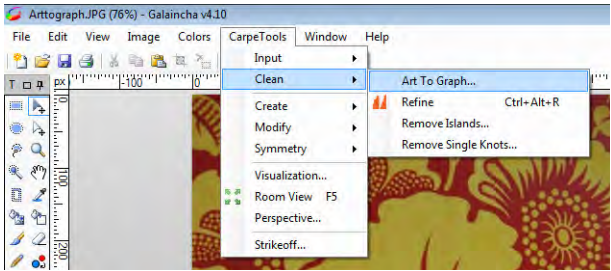 Arttograph.JPG (76%) - Galaincha v4.10
File Edit View Image Colors CarpeTools Window Help
Input
T px -100 0
Clean Art To Graph...
Create Refine Ctrl+Alt+R
Modify Remove Islands...
Symmetry Remove Single Knots...
0
Visualization...
100
Room View F5
Perspective...
Strikeoff...
200